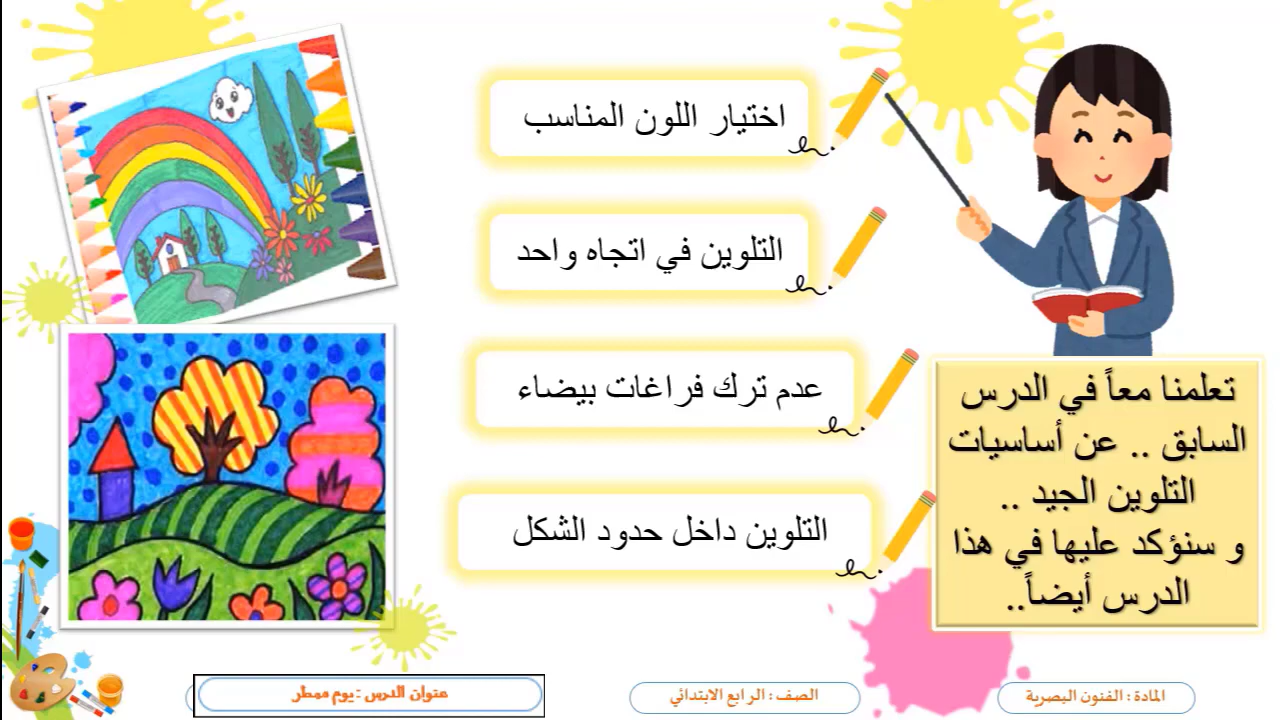 اختيار اللون المناسب
التلوين في اتجاه واحد
عدم ترك فراغات بيضاء
التلوين داخل حدود الشكل
تعلمنا معاً في الدرس
السابق .. عن أساسيات
التلوين الجيد ..
و سنؤكد عليها في هذا
الدرس أيضاً..
المادة : الفنون البصرية
الصف : الرابع الابتدائي
عنوان الدرس : يوم ممطر